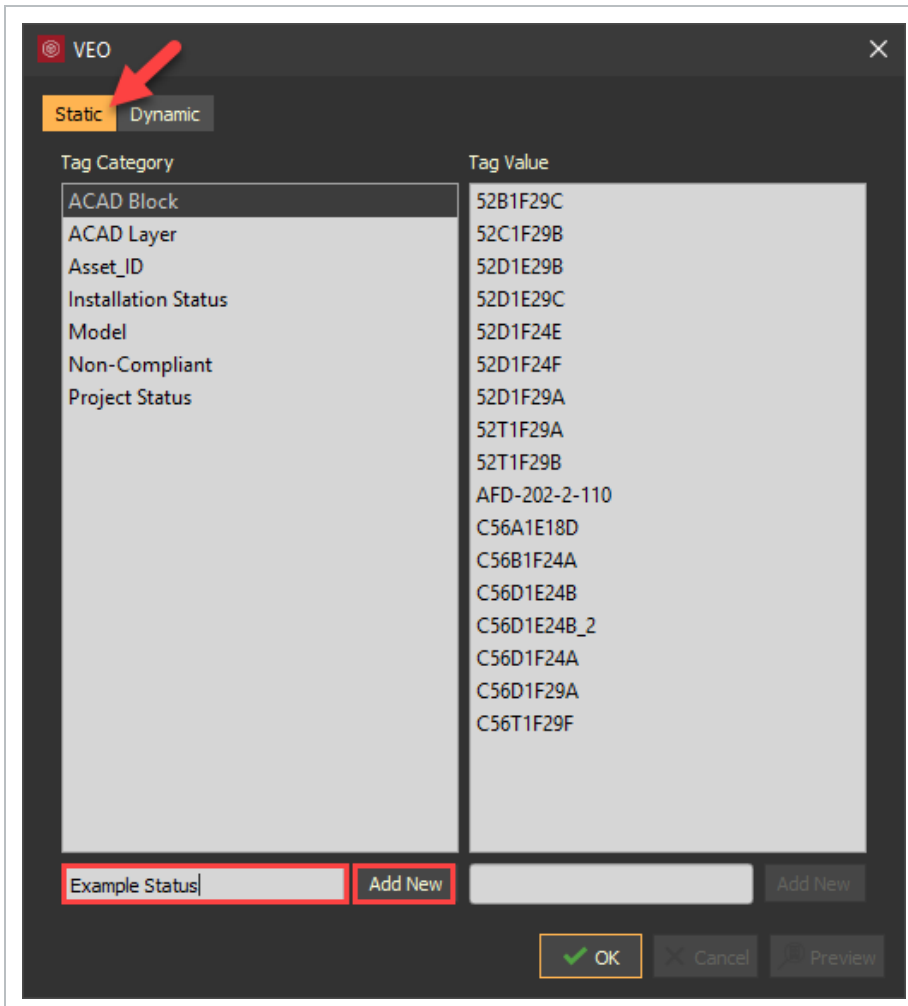 VEO
Static Dynamic
Tag Category
ACAD Block
ACAD Layer
Asset_ID
Installation Status
Model
Non-Compliant
Project Status
Example Status
Add New
Tag Value
52B1F29C
52C1F29B
52D1E29B
52D1E29C
52D1F24E
52D1F24F
52D1F29A
52T1F29A
52T1F29B
AFD-202-2-110
C56A1E18D
C56B1F24A
C56D1E24B
C56D1E24B_2
C56D1F24A
C56D1F29A
C56T1F29F
Add New
OK Cancel Preview